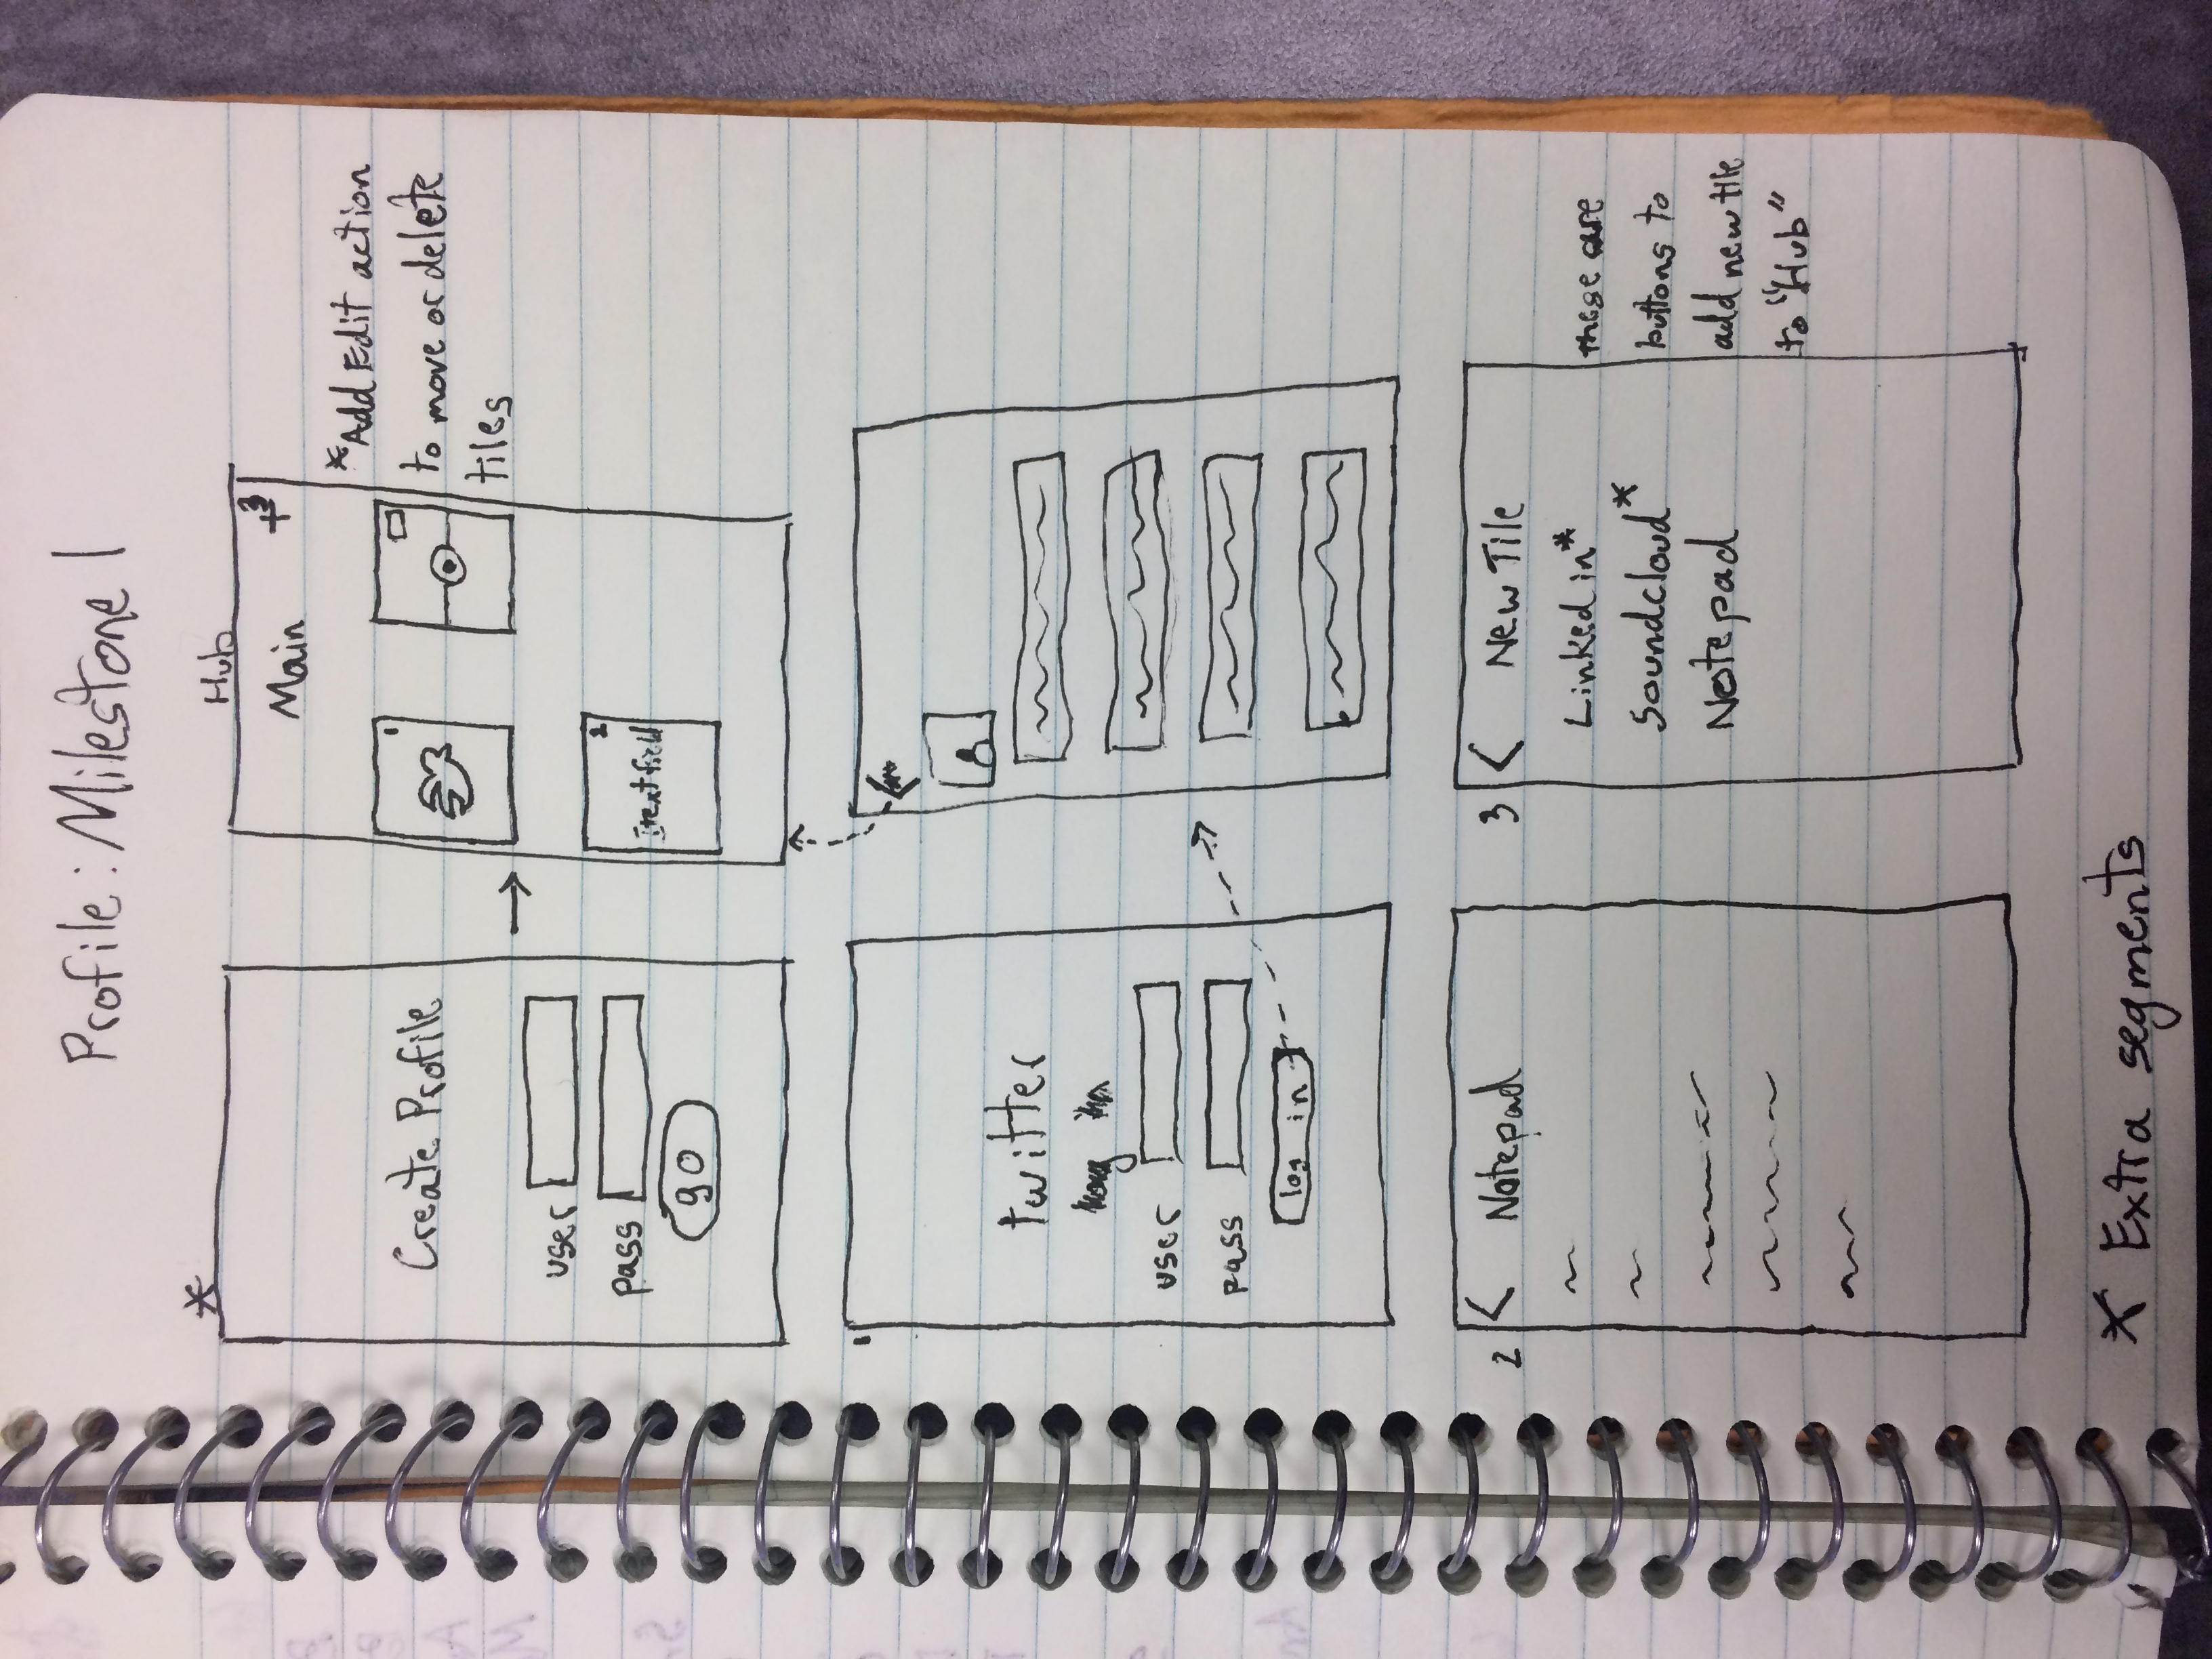 Profile: Milestone 1
*
Create Profile
user
pass
go
Hub
Main
+3
1
2
textfield
*Add Edit action
to move or delete
tiles
1
twitter
user
pass
log in
2
< Notepad
3
< New Tile
Linked in*
Soundcloud*
Notepad
these are
buttons to
add new tile
to "Hub"
* Extra segments